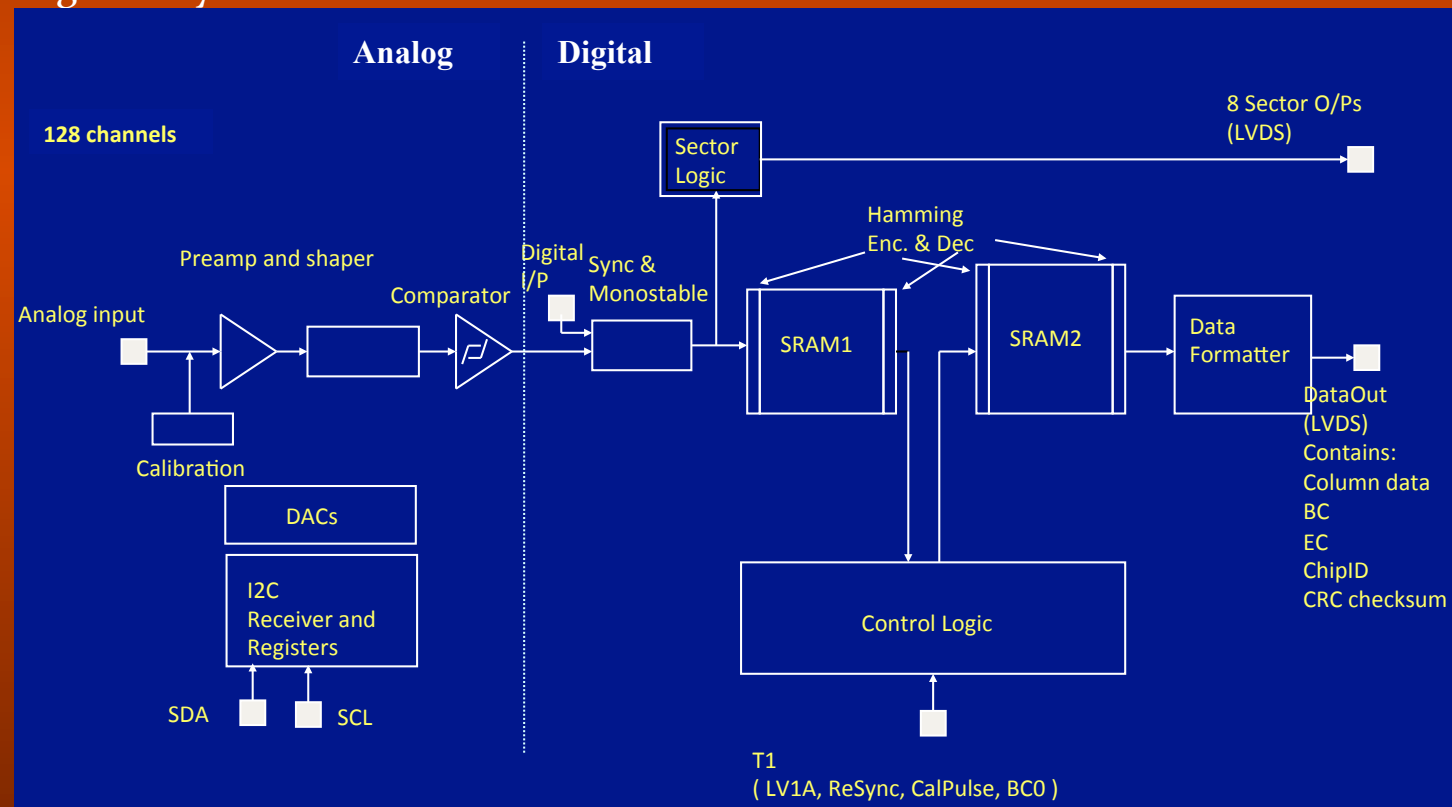 Analog
Digital
128 channels
8 Sector O/Ps
(LVDS)
Sector
Logic
Hamming
Enc. & Dec
Preamp and shaper
Digital
I/P
Sync &
Monostable
Comparator
Analog input
SRAM1
SRAM2
Data
Formatter
DataOut
(LVDS)
Contains:
Column data
BC
EC
ChipID
CRC checksum
Calibration
DACs
I2C
Receiver and
Registers
Control Logic
SDA
SCL
T1
( LV1A, ReSync, CalPulse, BC0 )